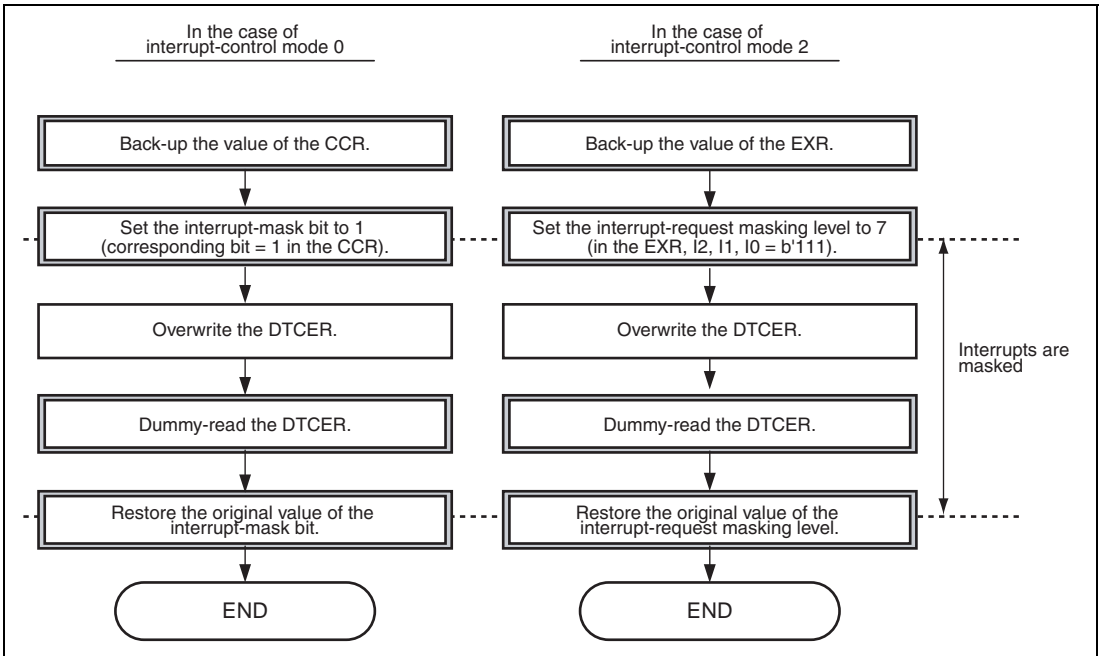 In the case of
interrupt-control mode 0
Back-up the value of the CCR.
Set the interrupt-mask bit to 1
(corresponding bit = 1 in the CCR).
Overwrite the DTCER.
Dummy-read the DTCER.
Restore the original value of the
interrupt-mask bit.
END
In the case of
interrupt-control mode 2
Back-up the value of the EXR.
Set the interrupt-request masking level to 7
(in the EXR, I2, I1, I0 = b'111).
Overwrite the DTCER.
Dummy-read the DTCER.
Restore the original value of the
interrupt-request masking level.
END
Interrupts are
masked